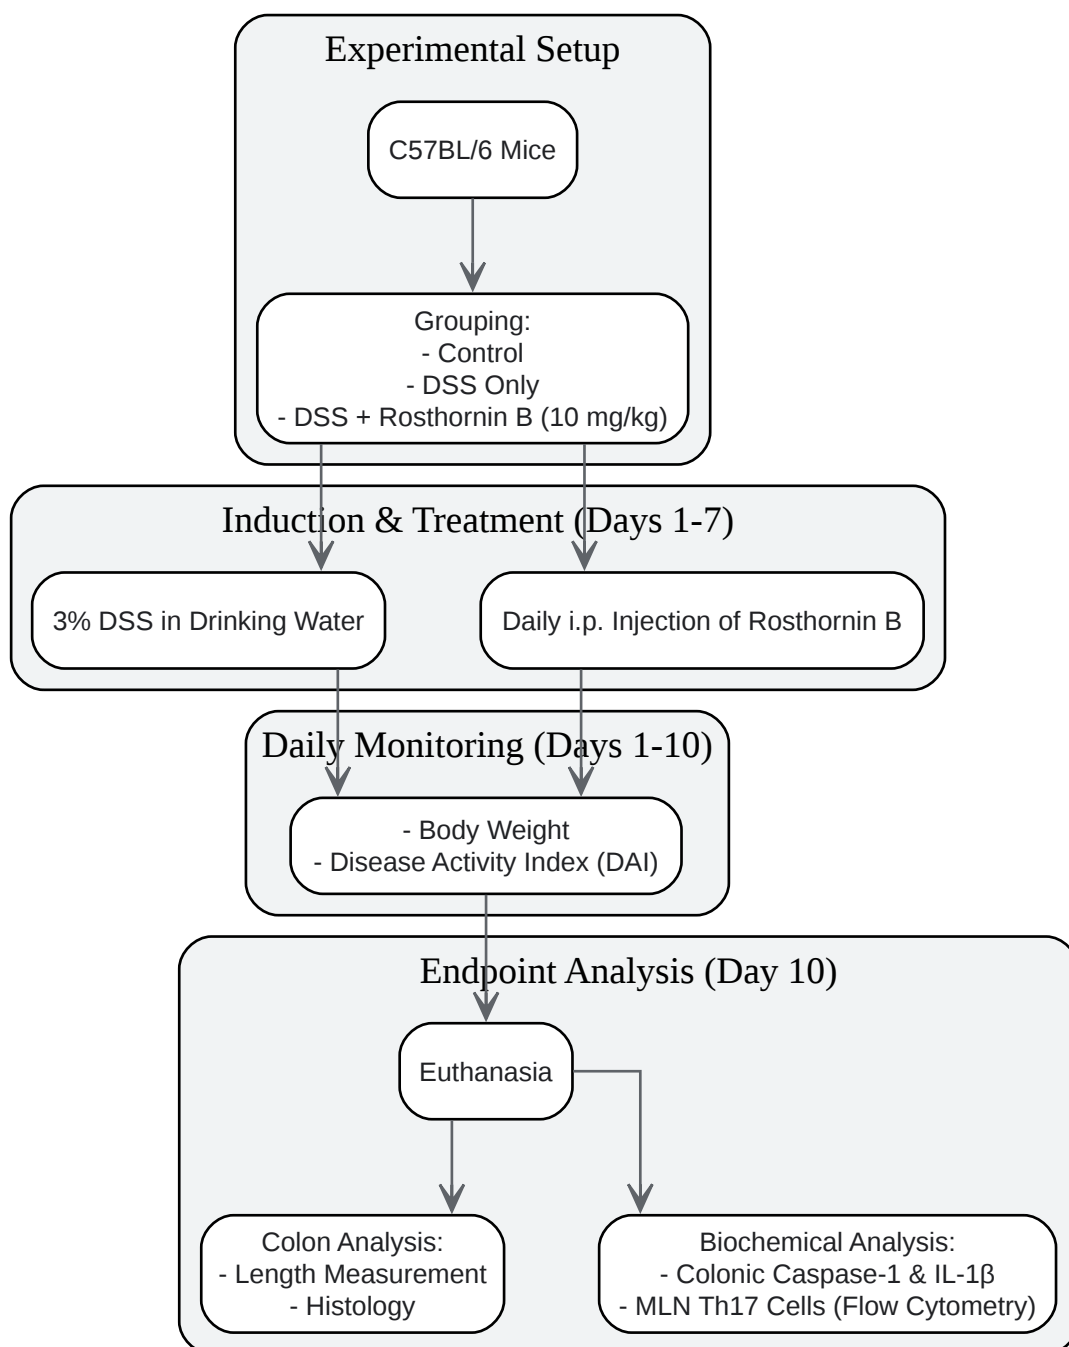 Experimental Setup
C57BL/6 Mice
Grouping:
- Control
- DSS Only
- DSS + Rosthornin B (10 mg/kg)
Induction & Treatment (Days 1-7)
3% DSS in Drinking Water
Daily i.p. Injection of Rosthornin B
Daily Monitoring (Days 1-10)
- Body Weight
- Disease Activity Index (DAI)
Endpoint Analysis (Day 10)
Euthanasia
Colon Analysis:
- Length Measurement
- Histology
Biochemical Analysis:
- Colonic Caspase-1 & IL-1β
- MLN Th17 Cells (Flow Cytometry)